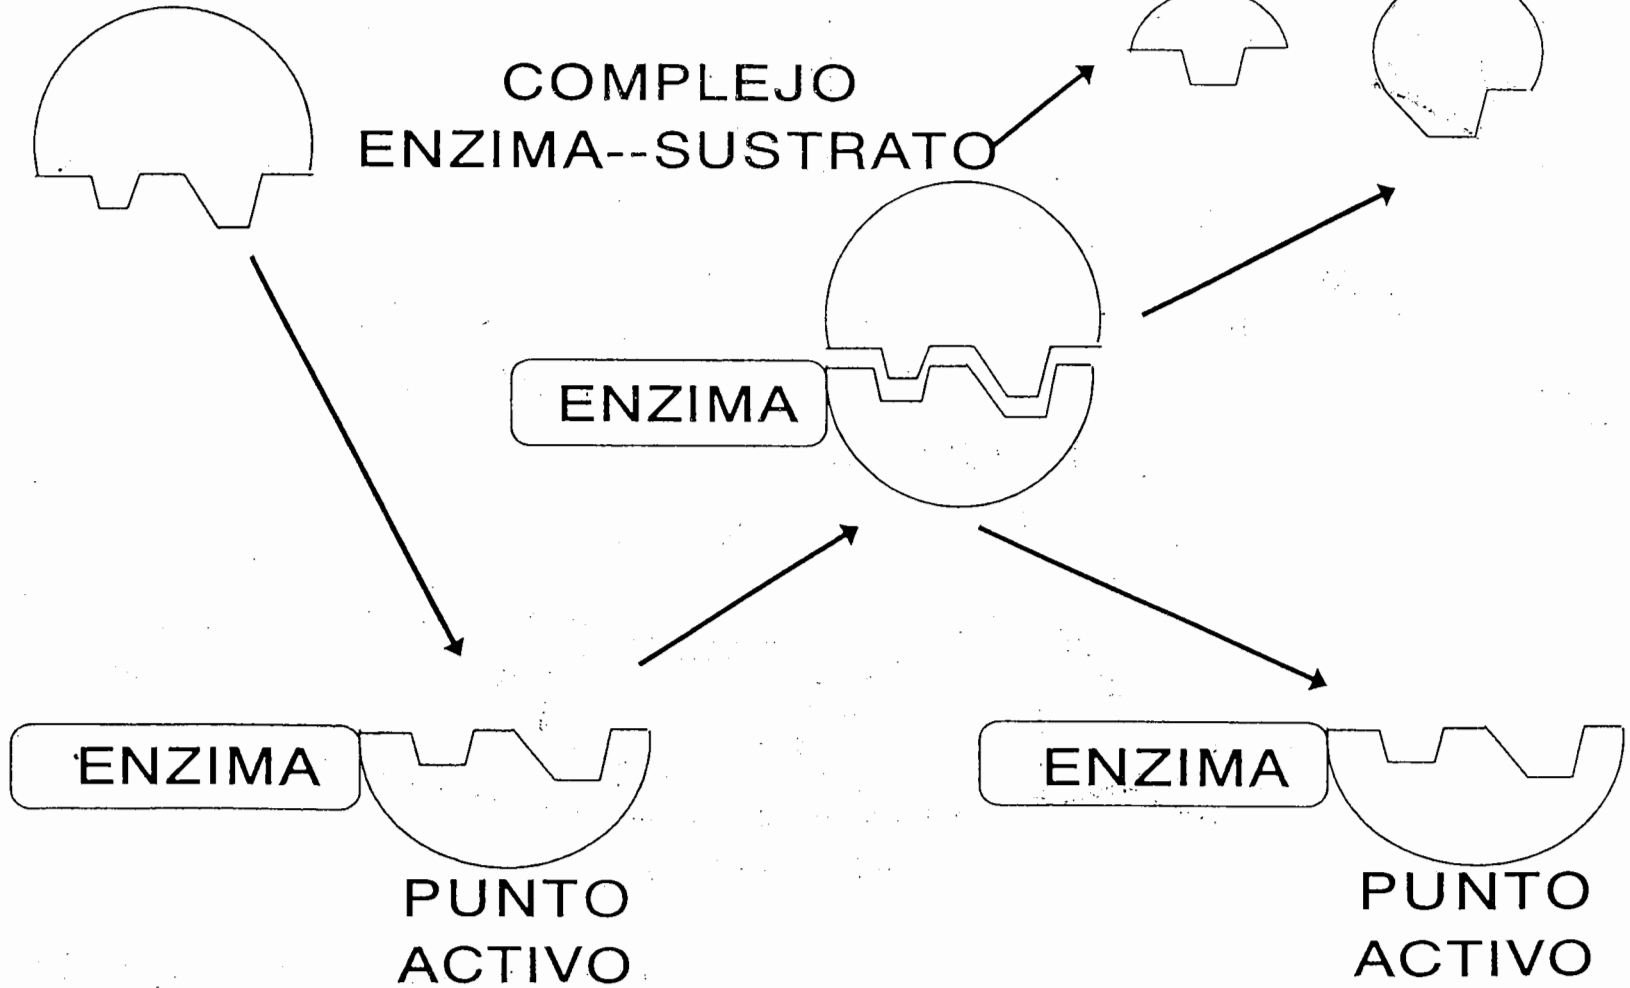 COMPLEJO
ENZIMA--SUSTRATO
ENZIMA
ENZIMA
PUNTO
ACTIVO
ENZIMA
PUNTO
ACTIVO